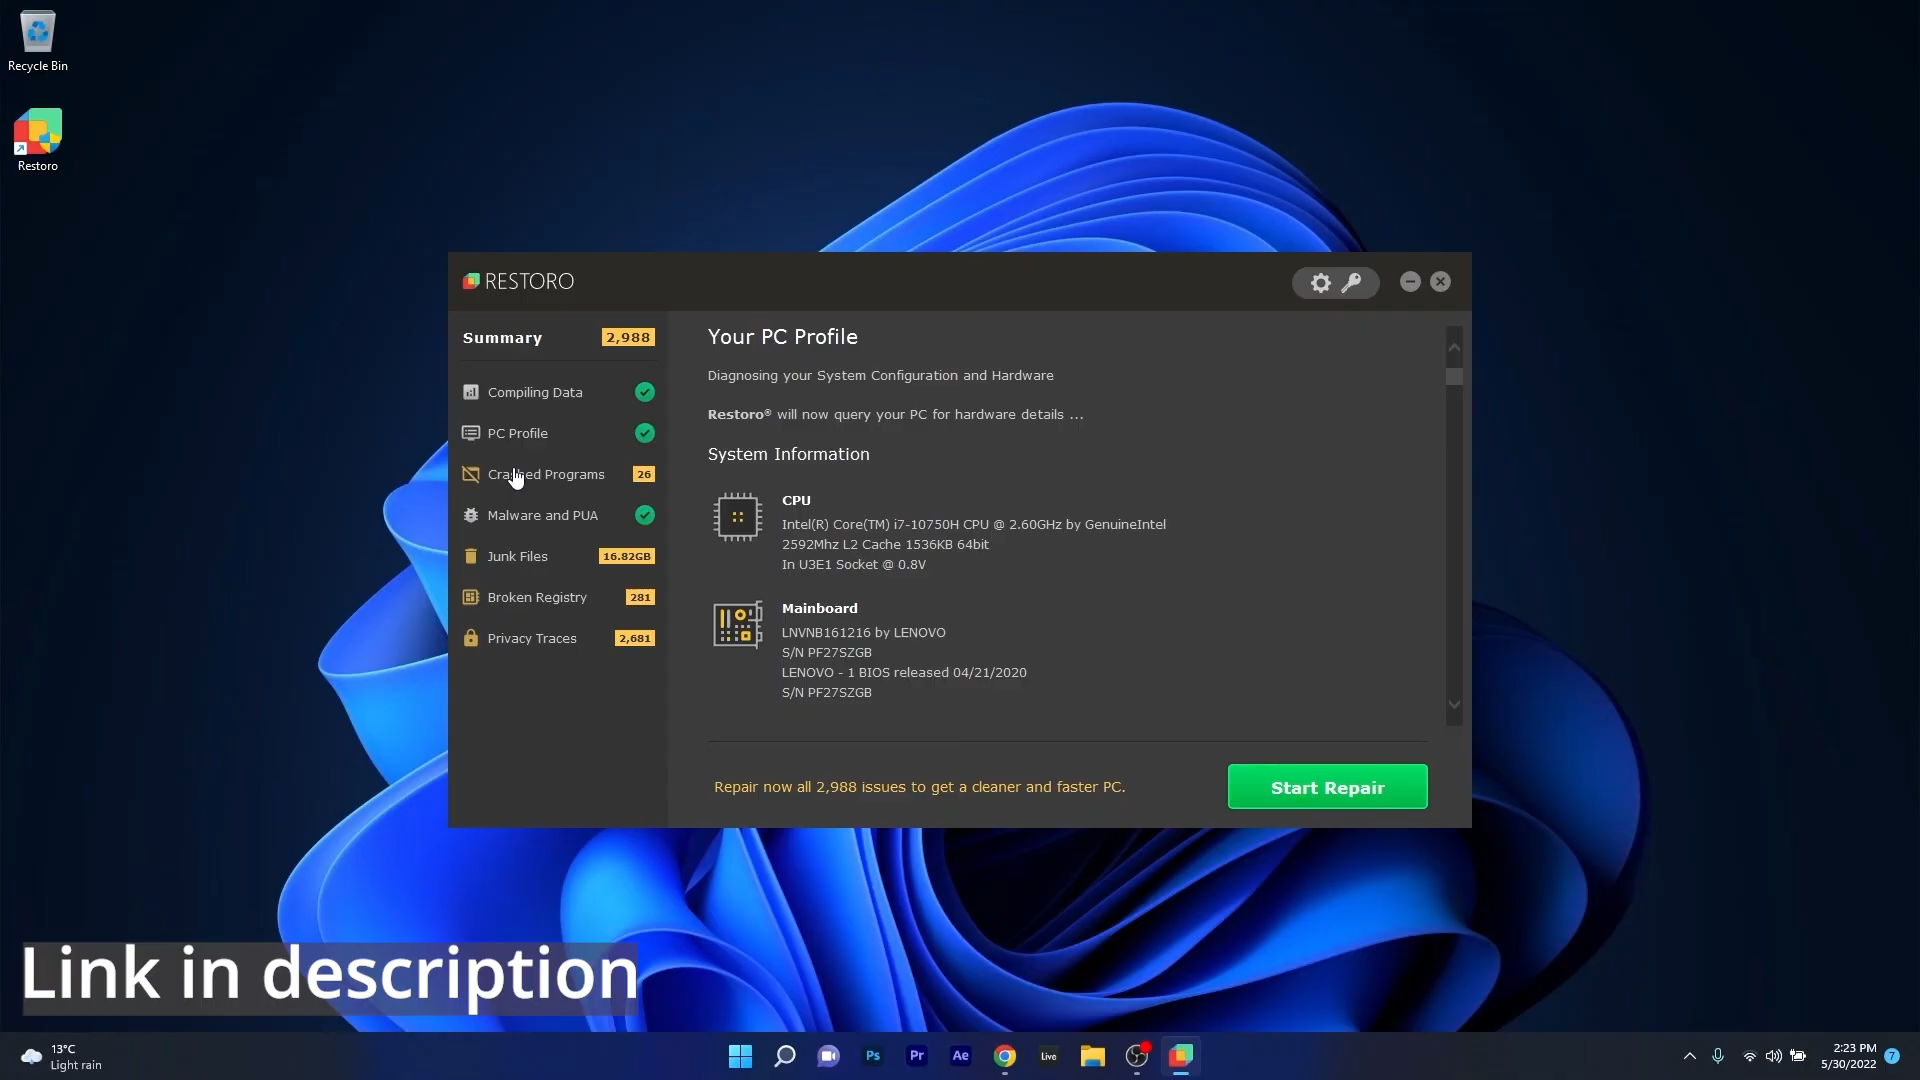 Recycle Bin
Restoro
RESTORO
Summary 2,988
Compiling Data
PC Profile
Crashed Programs 26
Malware and PUA
Junk Files 16.82GB
Broken Registry 281
Privacy Traces 2,681
Your PC Profile
Diagnosing your System Configuration and Hardware
Restoro® will now query your PC for hardware details ...
System Information
CPU
Intel(R) Core(TM) i7-10750H CPU @ 2.60GHz by GenuineIntel
2592Mhz L2 Cache 1536KB 64bit
In U3E1 Socket @ 0.8V
Mainboard
LNVNB161216 by LENOVO
S/N PF27SZGB
LENOVO - 1 BIOS released 04/21/2020
S/N PF27SZGB
Repair now all 2,988 issues to get a cleaner and faster PC.
Start Repair
Link in description
13°C
Light rain
Ps
Pr
Ae
Live
2:23 PM
5/30/2022
7